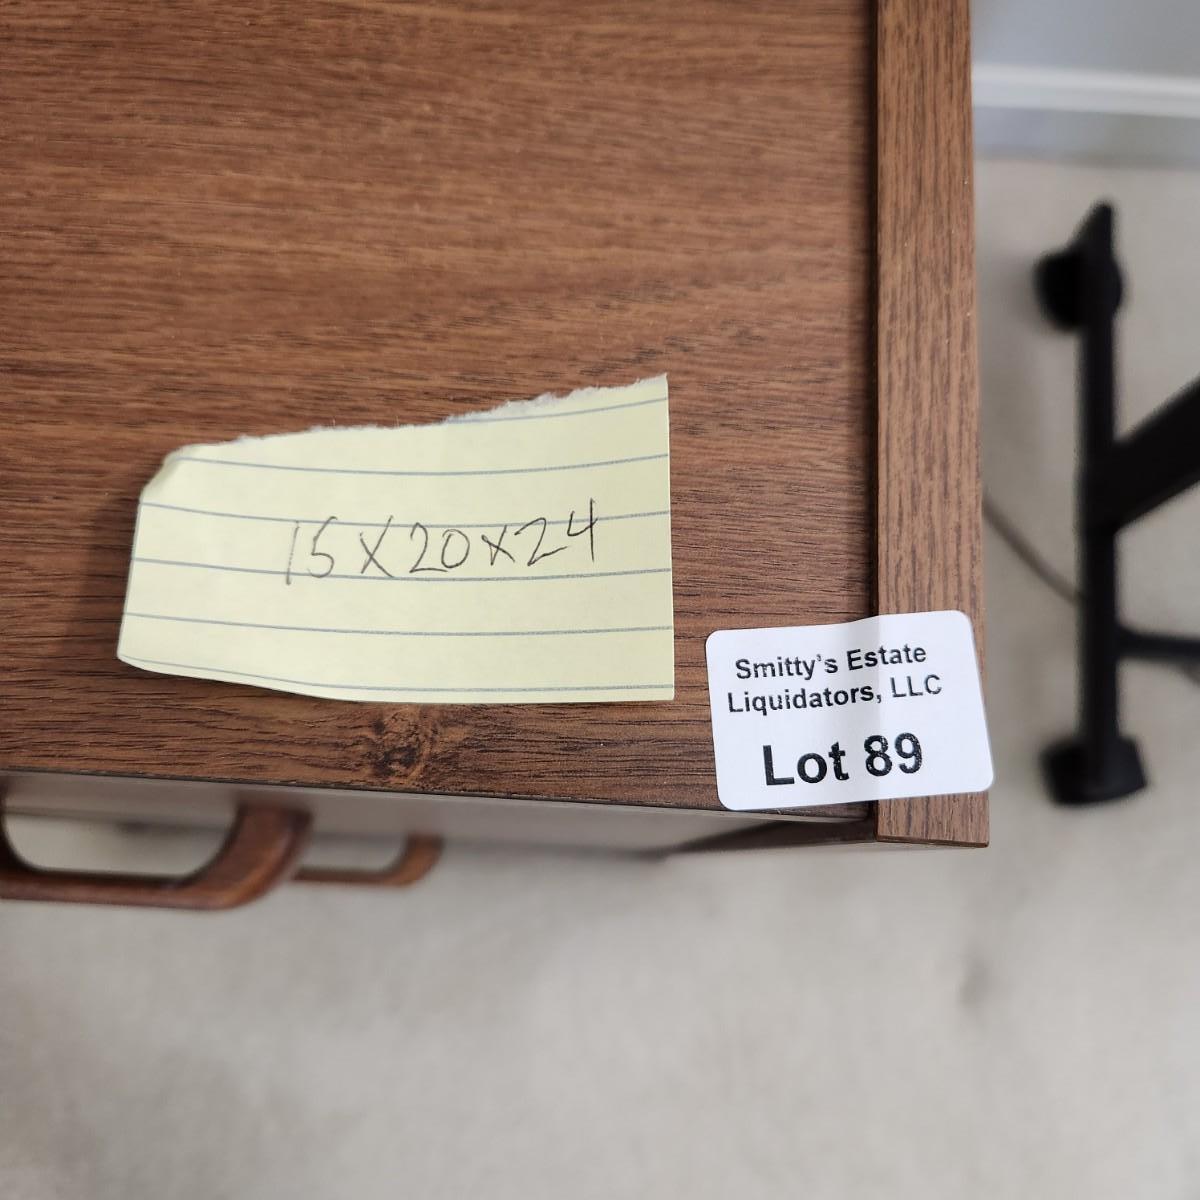 15X20X24
Smitty's Estate
Liquidators, LLC
Lot 89